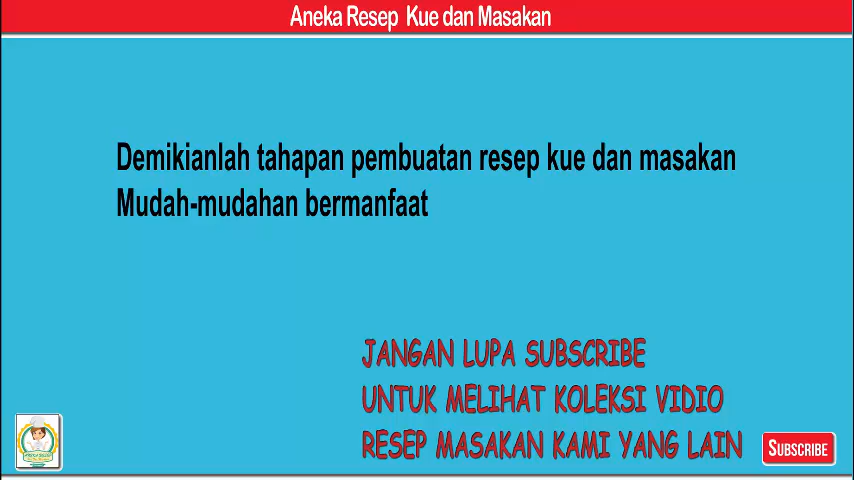 Aneka Resep Kue dan Masakan
Demikianlah tahapan pembuatan resep kue dan masakan
Mudah-mudahan bermanfaat
JANGAN LUPA SUBSCRIBE
UNTUK MELIHAT KOLEKSI VIDIO
RESEP MASAKAN KAMI YANG LAIN
SUBSCRIBE